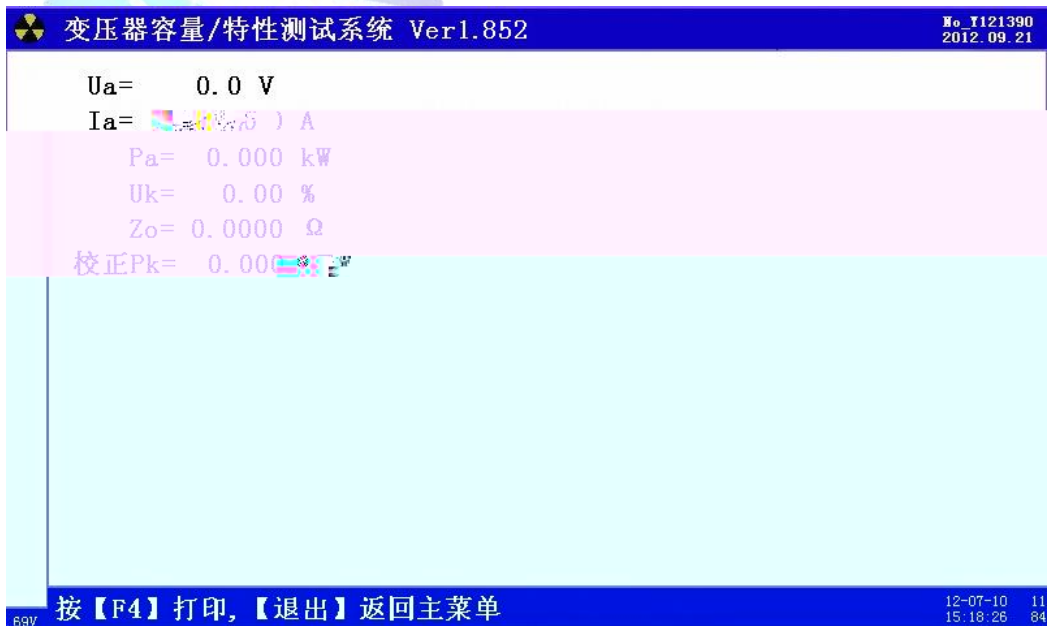 变压器容量/特性测试系统 Ver1.852
No_T121390
2012.09.21
Ua= 0.0 V
Ia= ) A
Pa= 0.000 kW
Uk= 0.00 %
Zo= 0.0000 Ω
校正Pk= 0.000
69V
按【F4】打印,【退出】返回主菜单
12-07-10 11
15:18:26 84